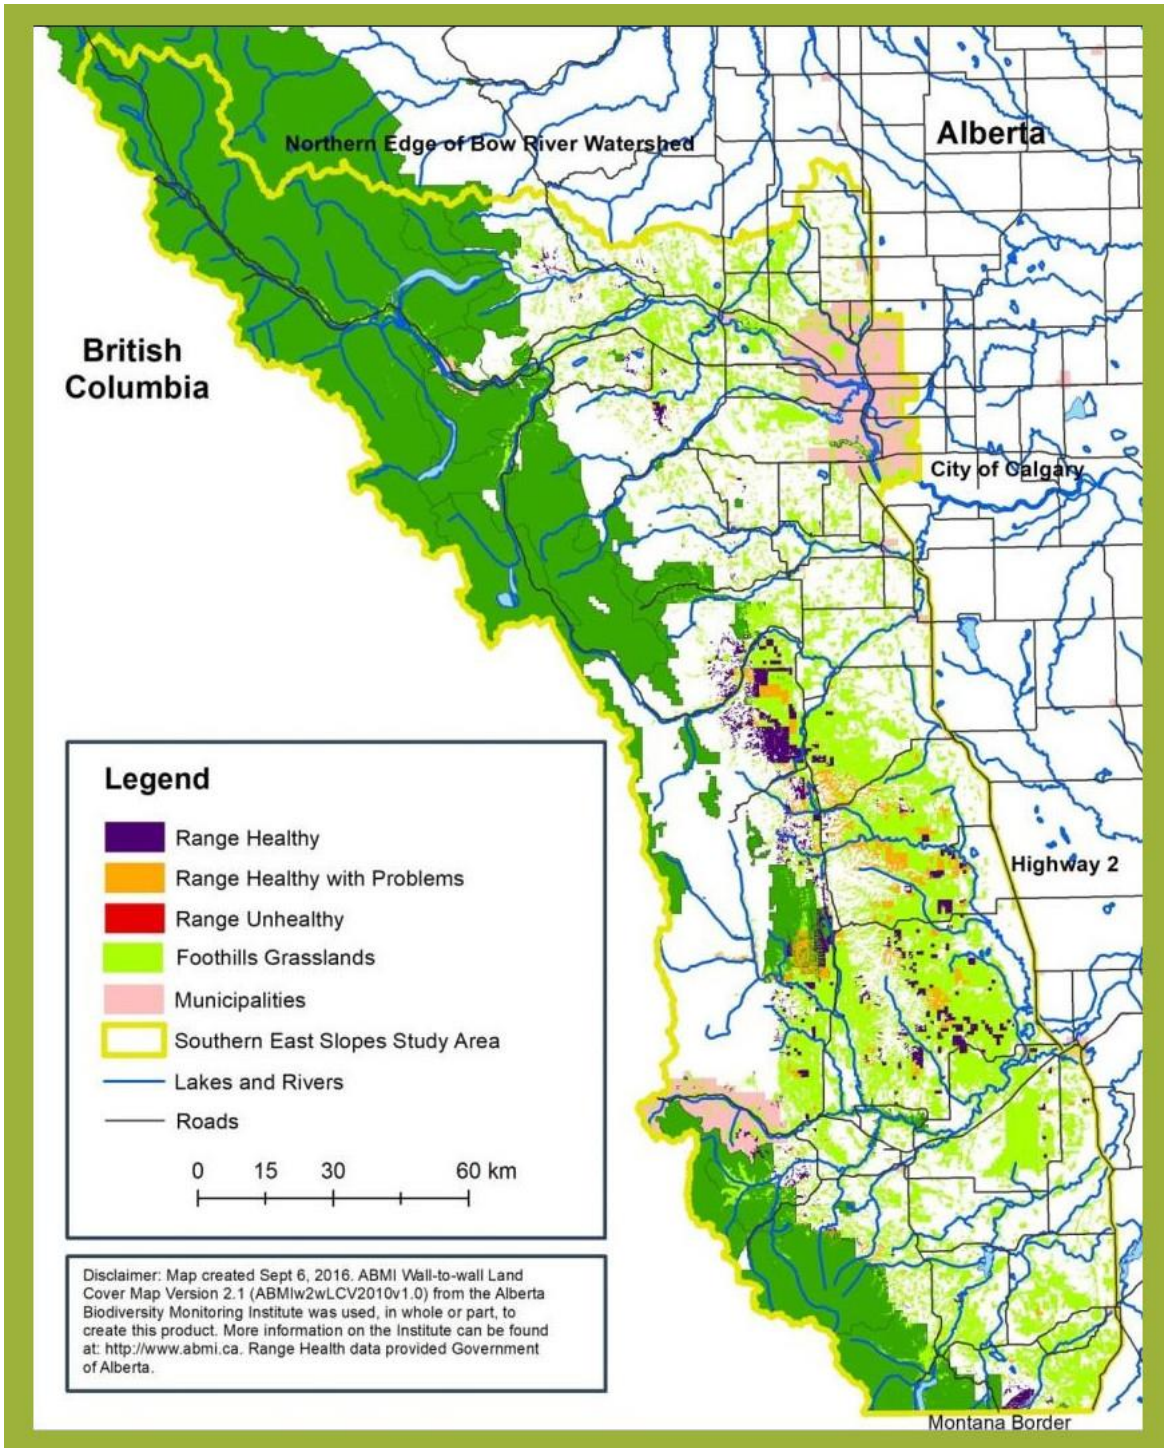 Northern Edge of Bow River Watershed
Alberta
British
Columbia
City of Calgary
Highway 2
Legend
Range Healthy
Range Healthy with Problems
Range Unhealthy
Foothills Grasslands
Municipalities
Southern East Slopes Study Area
Lakes and Rivers
Roads
0 15 30 60 km
Disclaimer: Map created Sept 6, 2016. ABMI Wall-to-wall Land
Cover Map Version 2.1 (ABMIw2wLCV2010v1.0) from the Alberta
Biodiversity Monitoring Institute was used, in whole or part, to
create this product. More information on the Institute can be found
at: http://www.abmi.ca. Range Health data provided Government
of Alberta.
Montana Border